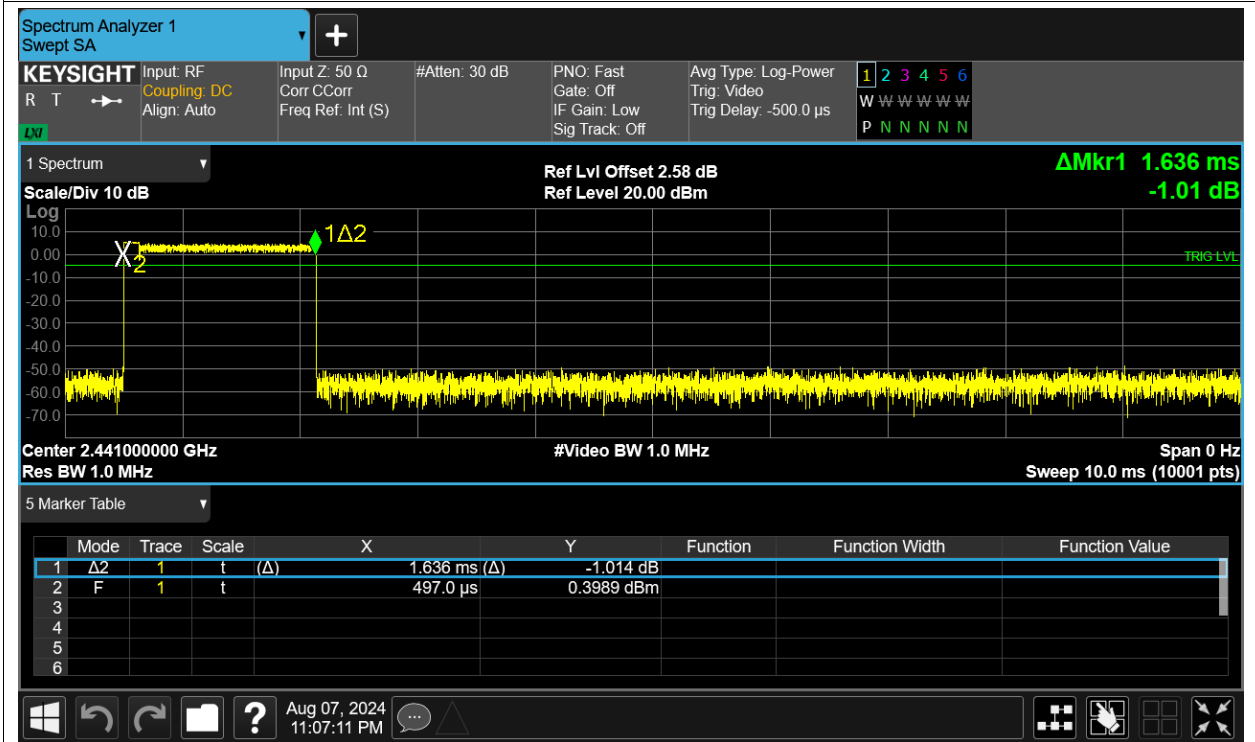 Spectrum Analyzer 1
Swept SA
KEYSIGHT
R T
LXI
Input: RF
Coupling: DC
Align: Auto
Input Z: 50 Ω
Corr CCorr
Freq Ref: Int (S)
#Atten: 30 dB
PNO: Fast
Gate: Off
IF Gain: Low
Sig Track: Off
Avg Type: Log-Power
Trig: Video
Trig Delay: -500.0 µs
1 2 3 4 5 6
W W W W W W
P N N N N N
1 Spectrum
Scale/Div 10 dB
Ref Lvl Offset 2.58 dB
Ref Level 20.00 dBm
ΔMkr1 1.636 ms
-1.01 dB
Log
10.0
0.00
-10.0
-20.0
-30.0
-40.0
-50.0
-60.0
-70.0
X2
1Δ2
TRIG LVL
Center 2.441000000 GHz
Res BW 1.0 MHz
#Video BW 1.0 MHz
Span 0 Hz
Sweep 10.0 ms (10001 pts)
5 Marker Table
Mode Trace Scale X Y Function Function Width Function Value
1 Δ2 1 t (Δ) 1.636 ms (Δ) -1.014 dB
2 F 1 t 497.0 µs 0.3989 dBm
3
4
5
6
?
Aug 07, 2024
11:07:11 PM